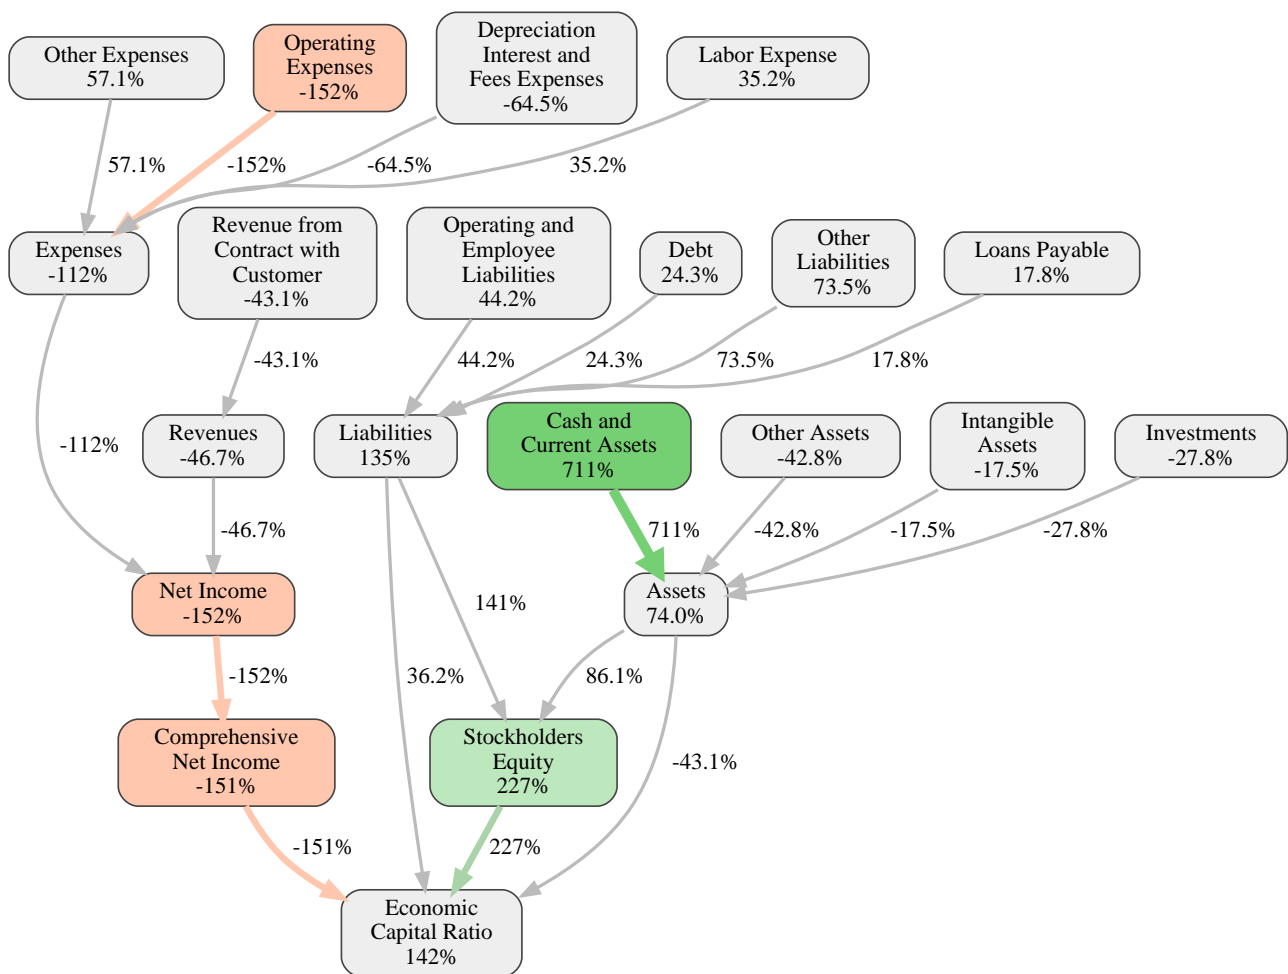 Other Expenses
57.1%
Operating
Expenses
-152%
Depreciation
Interest and
Fees Expenses
-64.5%
Labor Expense
35.2%
57.1%
-152%
-64.5%
35.2%
Expenses
-112%
Revenue from
Contract with
Customer
-43.1%
Operating and
Employee
Liabilities
44.2%
Debt
24.3%
Other
Liabilities
73.5%
Loans Payable
17.8%
-43.1%
44.2%
24.3%
73.5%
17.8%
-112%
Revenues
-46.7%
Liabilities
135%
Cash and
Current Assets
711%
Other Assets
-42.8%
Intangible
Assets
-17.5%
Investments
-27.8%
-46.7%
711%
-42.8%
-17.5%
-27.8%
Net Income
-152%
141%
Assets
74.0%
-152%
36.2%
86.1%
Comprehensive
Net Income
-151%
Stockholders
Equity
227%
-43.1%
-151%
227%
Economic
Capital Ratio
142%